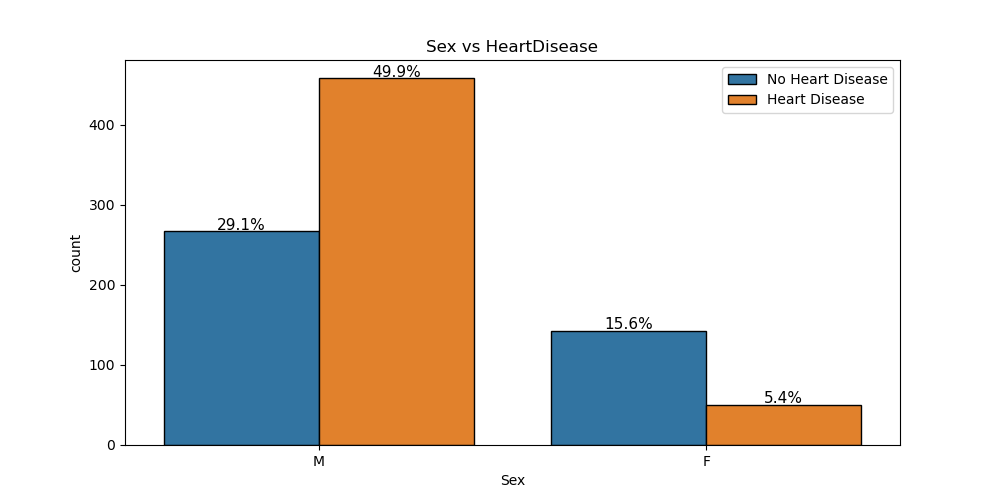 Sex vs HeartDisease
49.9%
No Heart Disease
Heart Disease
400
300
29.1%
count
200
15.6%
100
5.4%
0
M
F
Sex